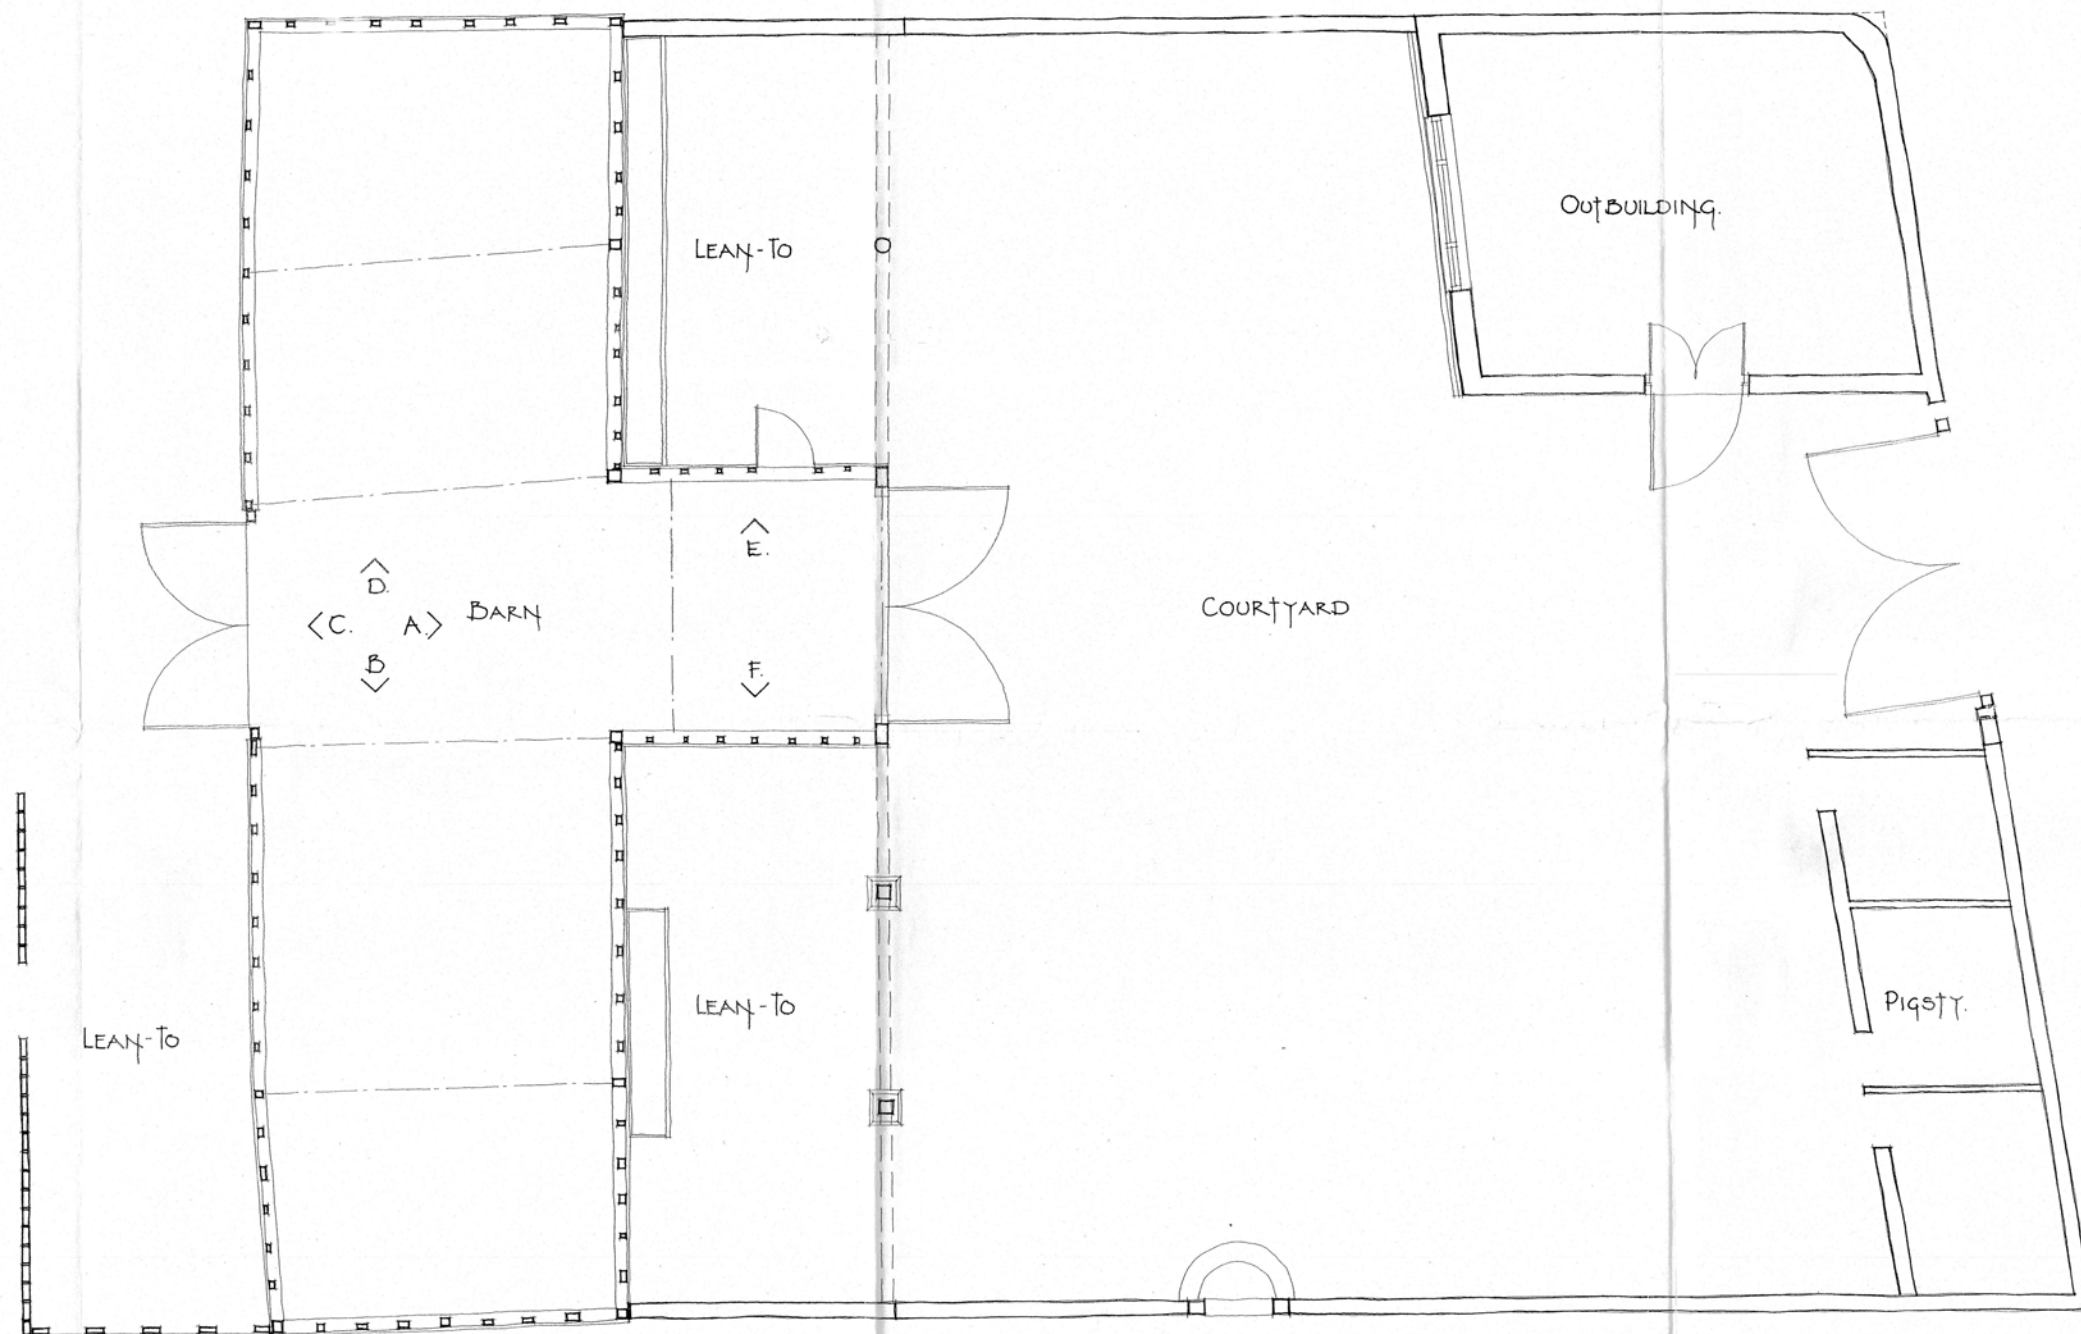 OUTBUILDING.
LEAN-TO
E.
D.
<C. A.> BARN
COURTYARD
B
F.
LEAN-TO
PIGSTY.
LEAN-TO